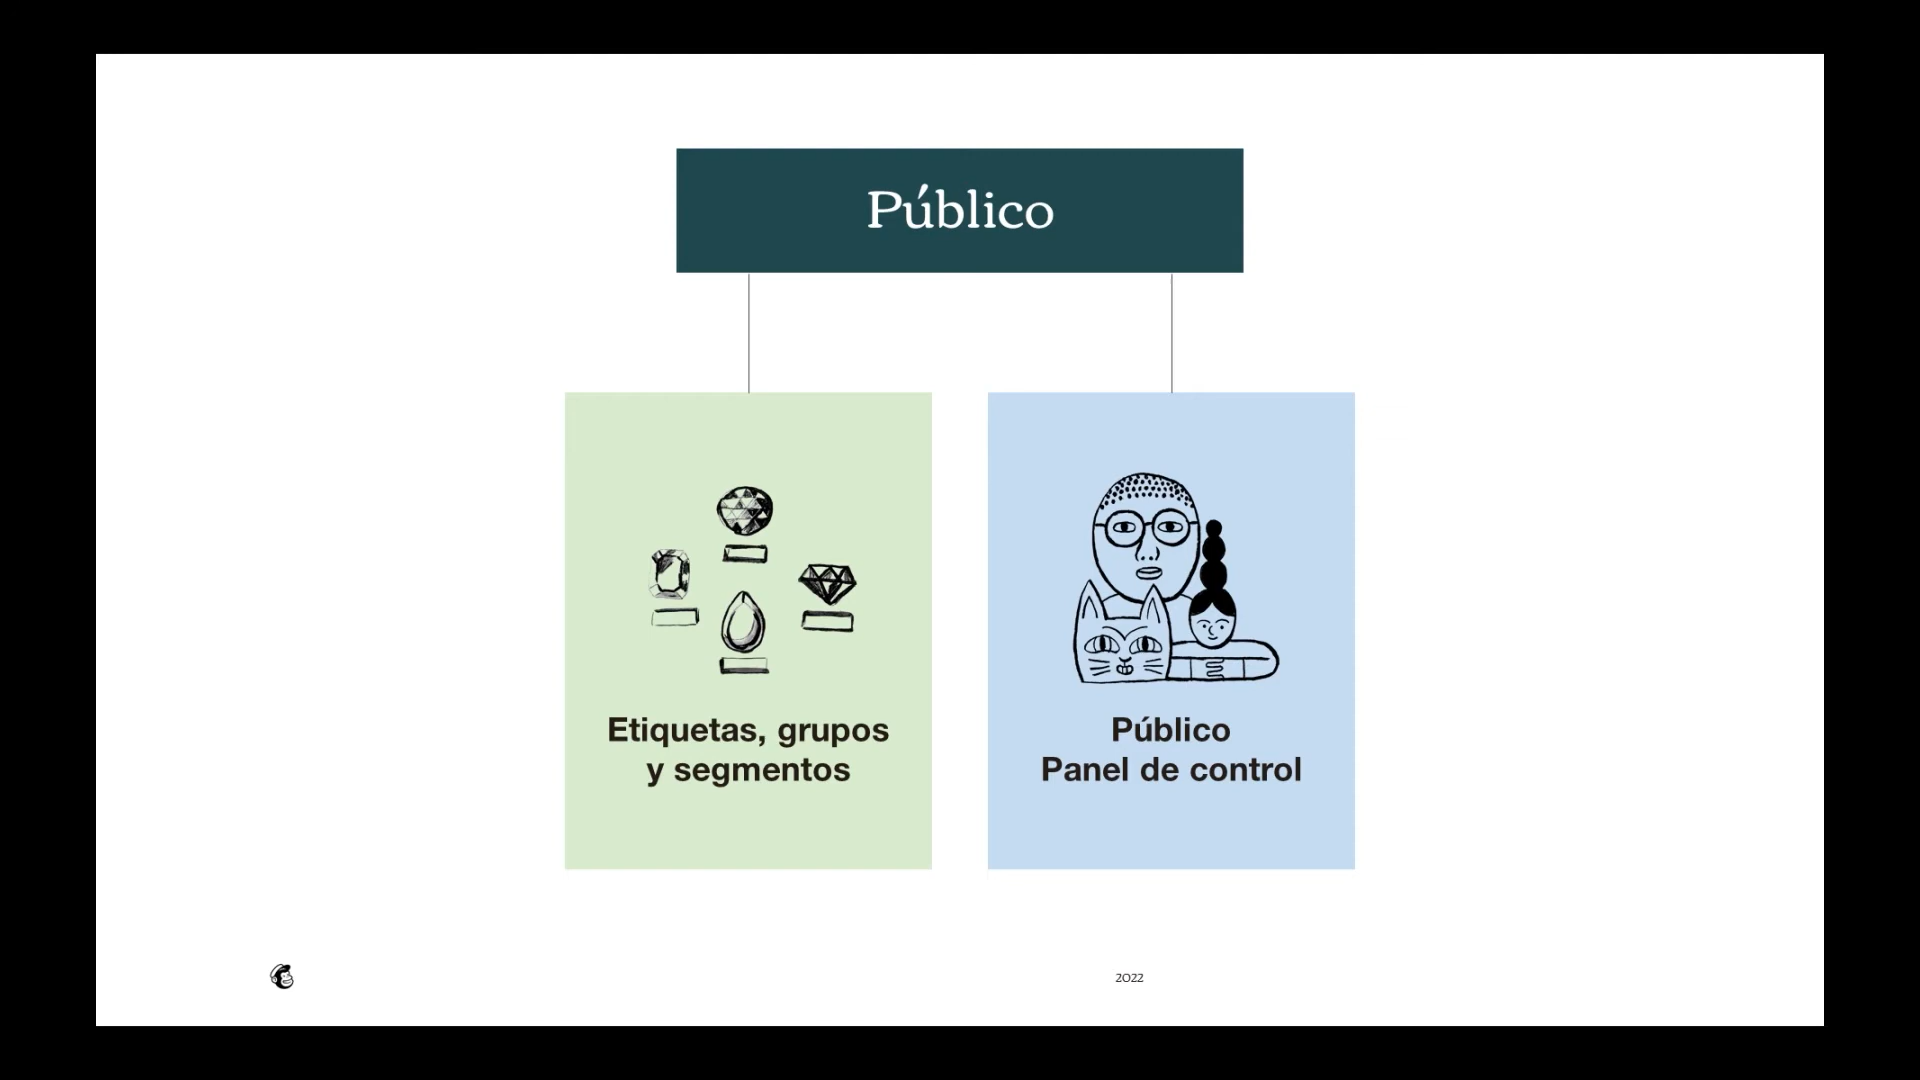 Público
Etiquetas, grupos
y segmentos
Público
Panel de control
2022